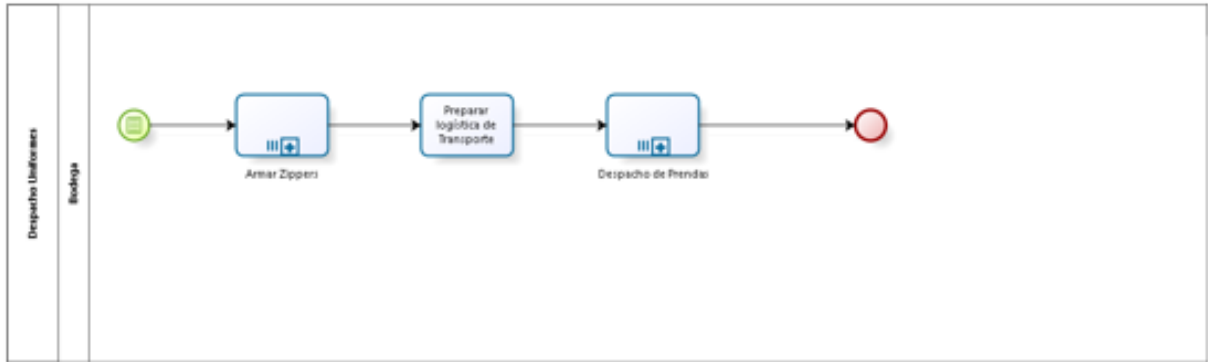 Despacho Uniformes
Bodega
Armar Zippers
Preparar
logística de
Transporte
Despacho de Prendas